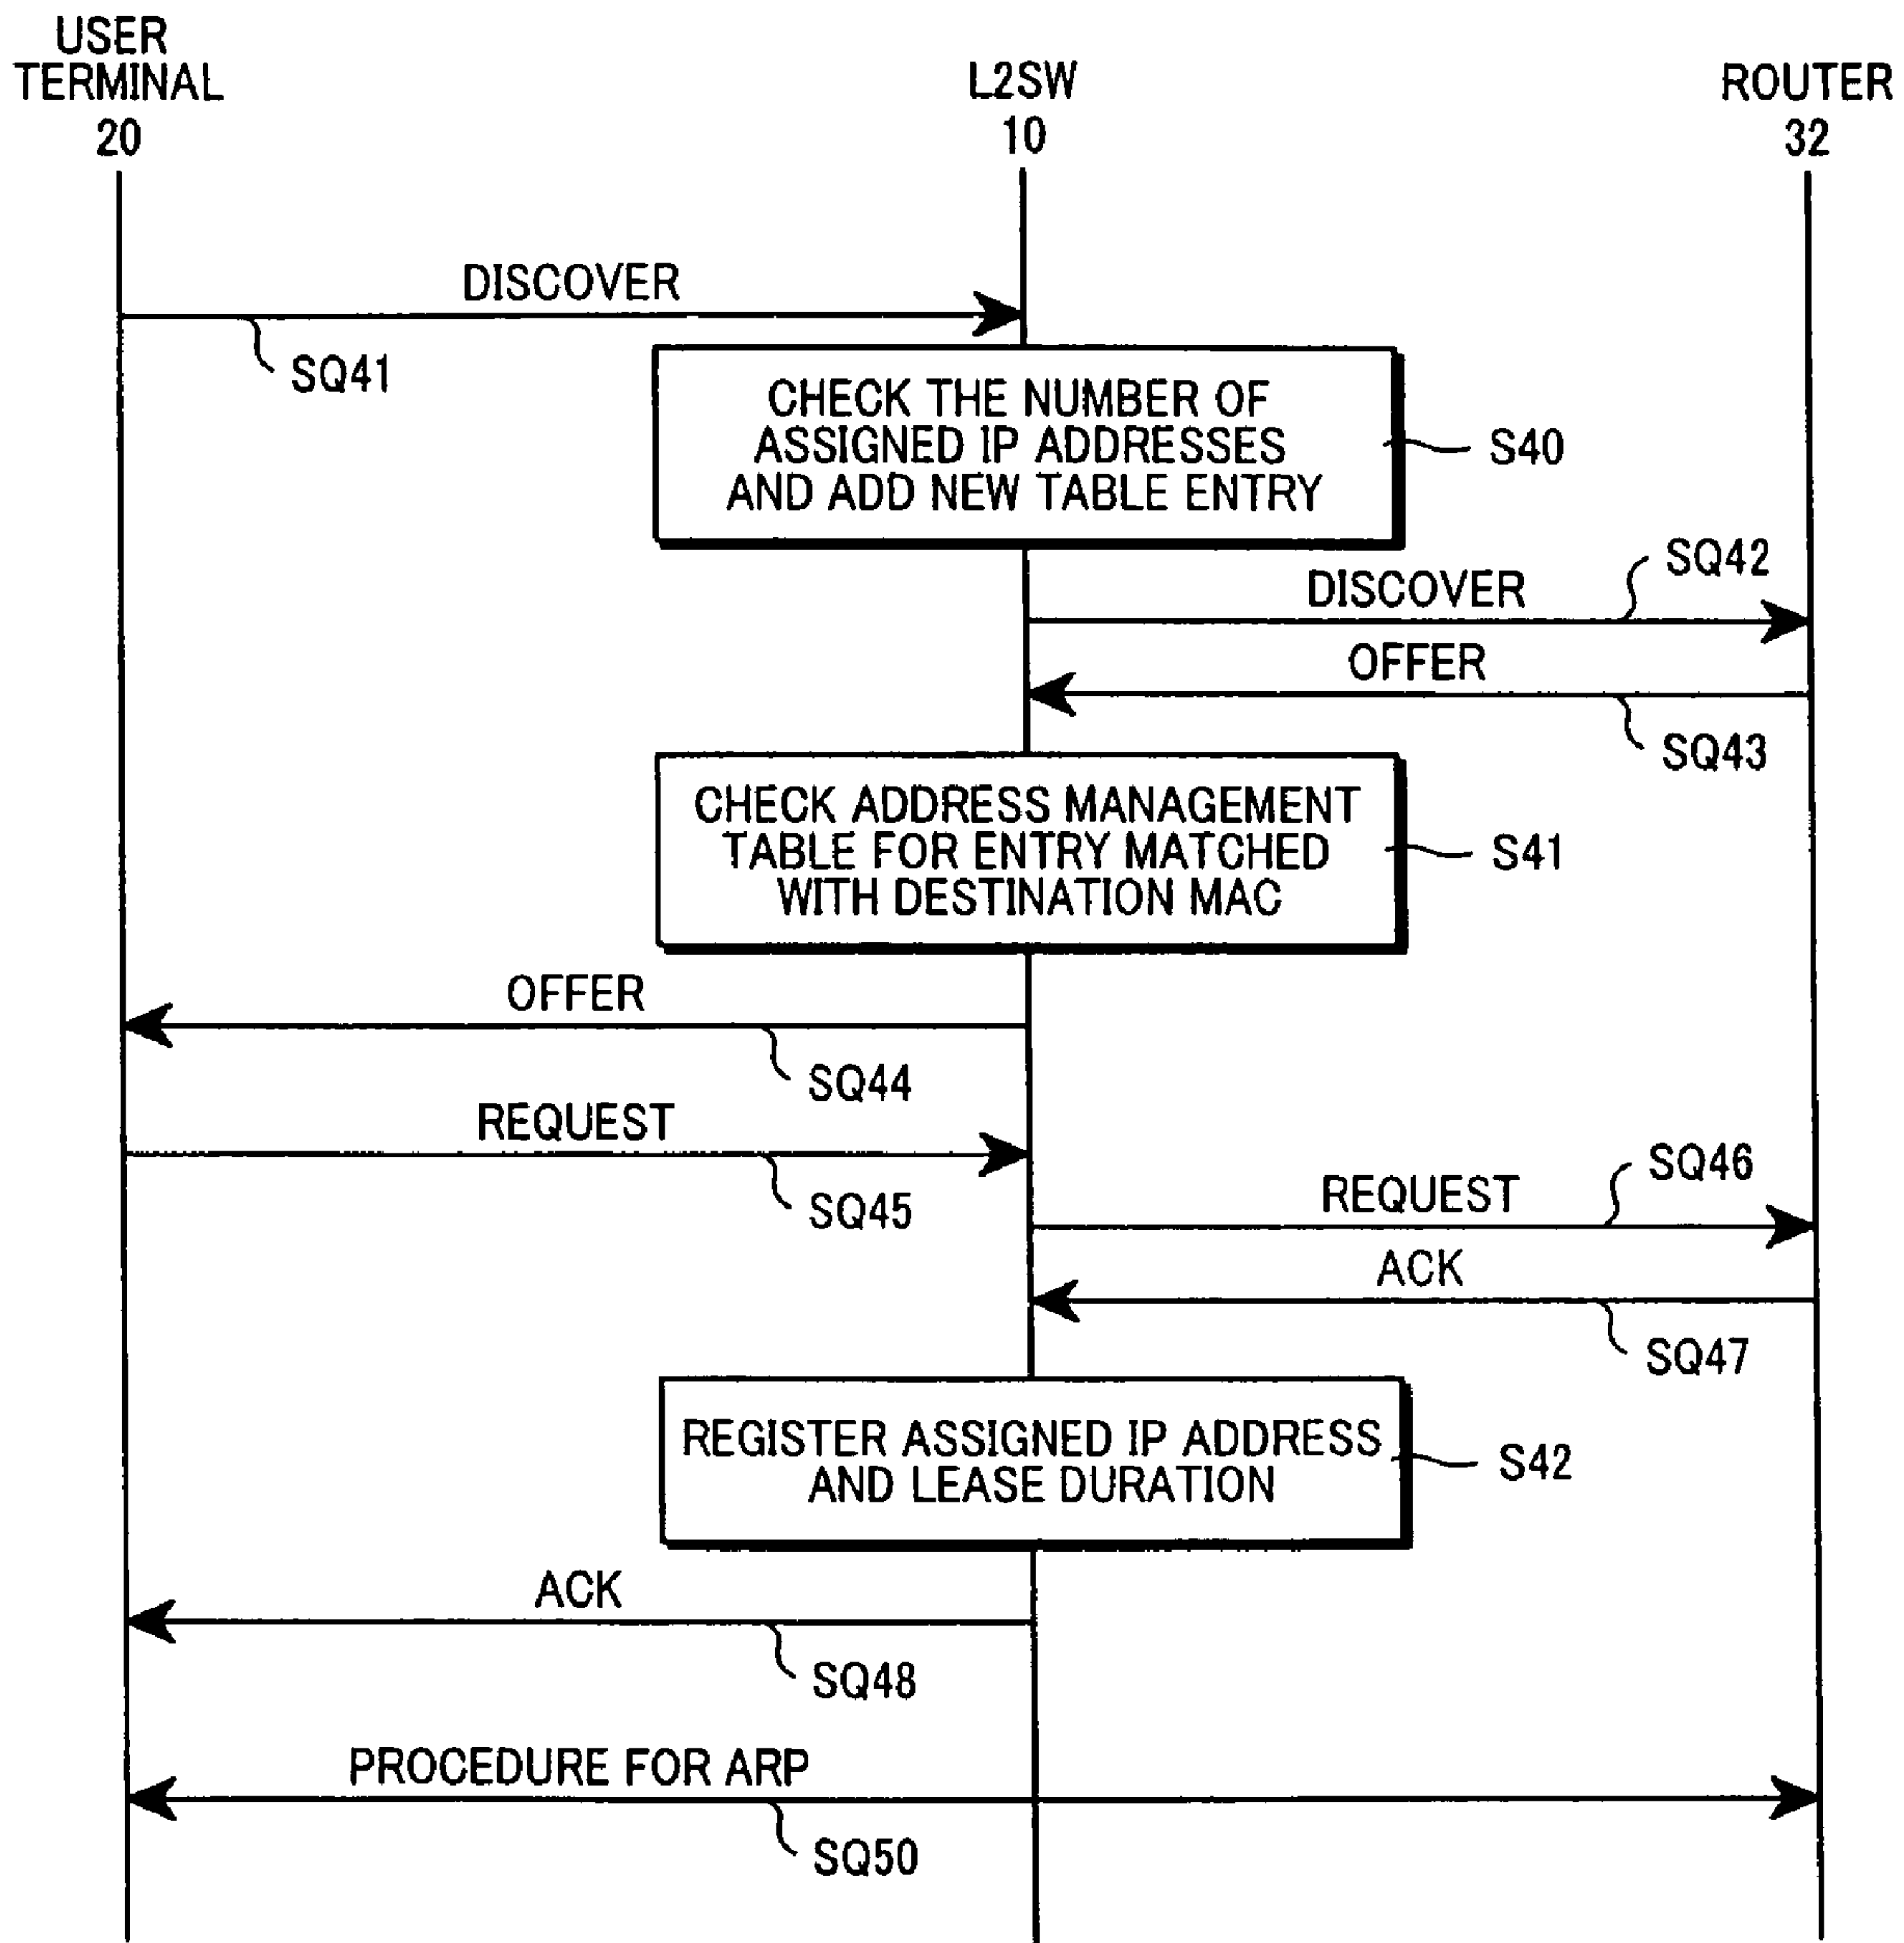 USER
TERMINAL
20
L2SW
10
ROUTER
32
DISCOVER
SQ41
CHECK THE NUMBER OF
ASSIGNED IP ADDRESSES
AND ADD NEW TABLE ENTRY
S40
SQ42
DISCOVER
OFFER
SQ43
CHECK ADDRESS MANAGEMENT
TABLE FOR ENTRY MATCHED
WITH DESTINATION MAC
S41
OFFER
SQ44
REQUEST
SQ45
SQ46
REQUEST
ACK
SQ47
REGISTER ASSIGNED IP ADDRESS
AND LEASE DURATION
S42
ACK
SQ48
PROCEDURE FOR ARP
SQ50